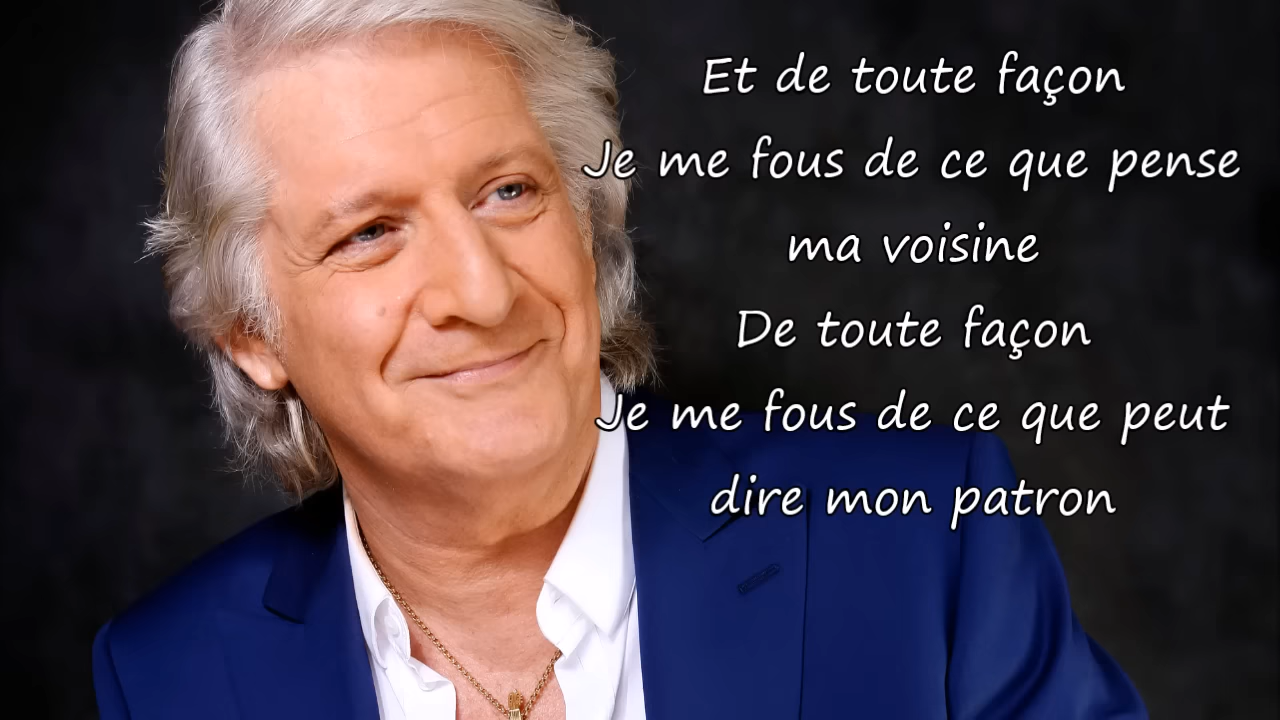 Et de toute façon
Je me fous de ce que pense
ma voisine
De toute façon
Je me fous de ce que peut
dire mon patron